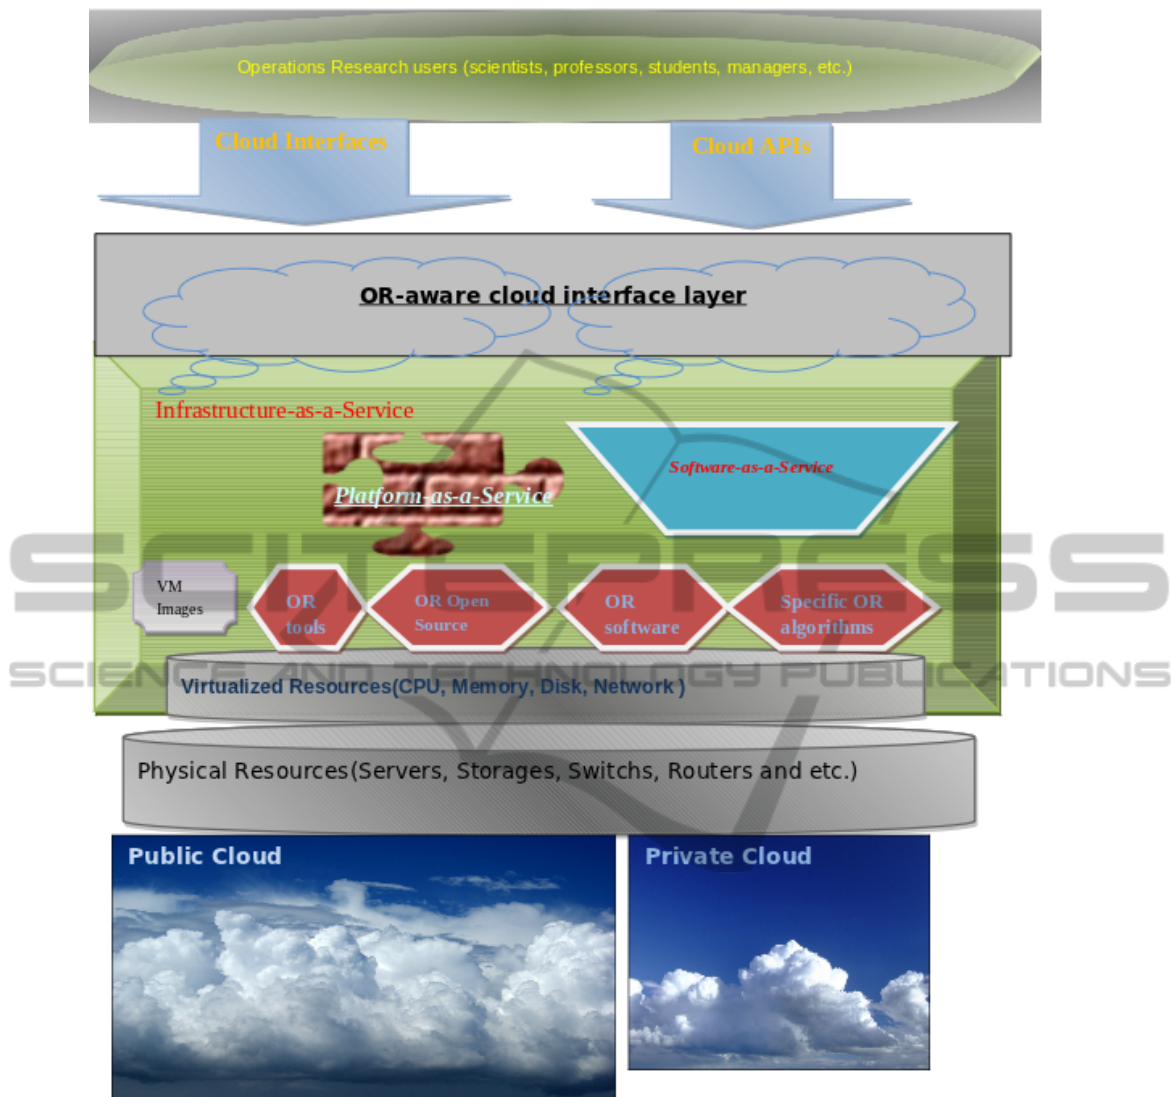 Operations Research users (scientists, professors, students, managers, etc.)
Cloud Interfaces
Cloud APIs
OR-aware cloud interface layer
Infrastructure-as-a-Service
Software-as-a-Service
Platform-as-a-Service
SCITEPRESS
VM
Images
OR
tools
OR Open
Source
OR
software
Specific OR
algorithms
SCIENCE AND TECHNOLOGY PUBLICATIONS
Virtualized Resources(CPU, Memory, Disk, Network )
Physical Resources(Servers, Storages, Switchs, Routers and etc.)
Public Cloud
Private Cloud